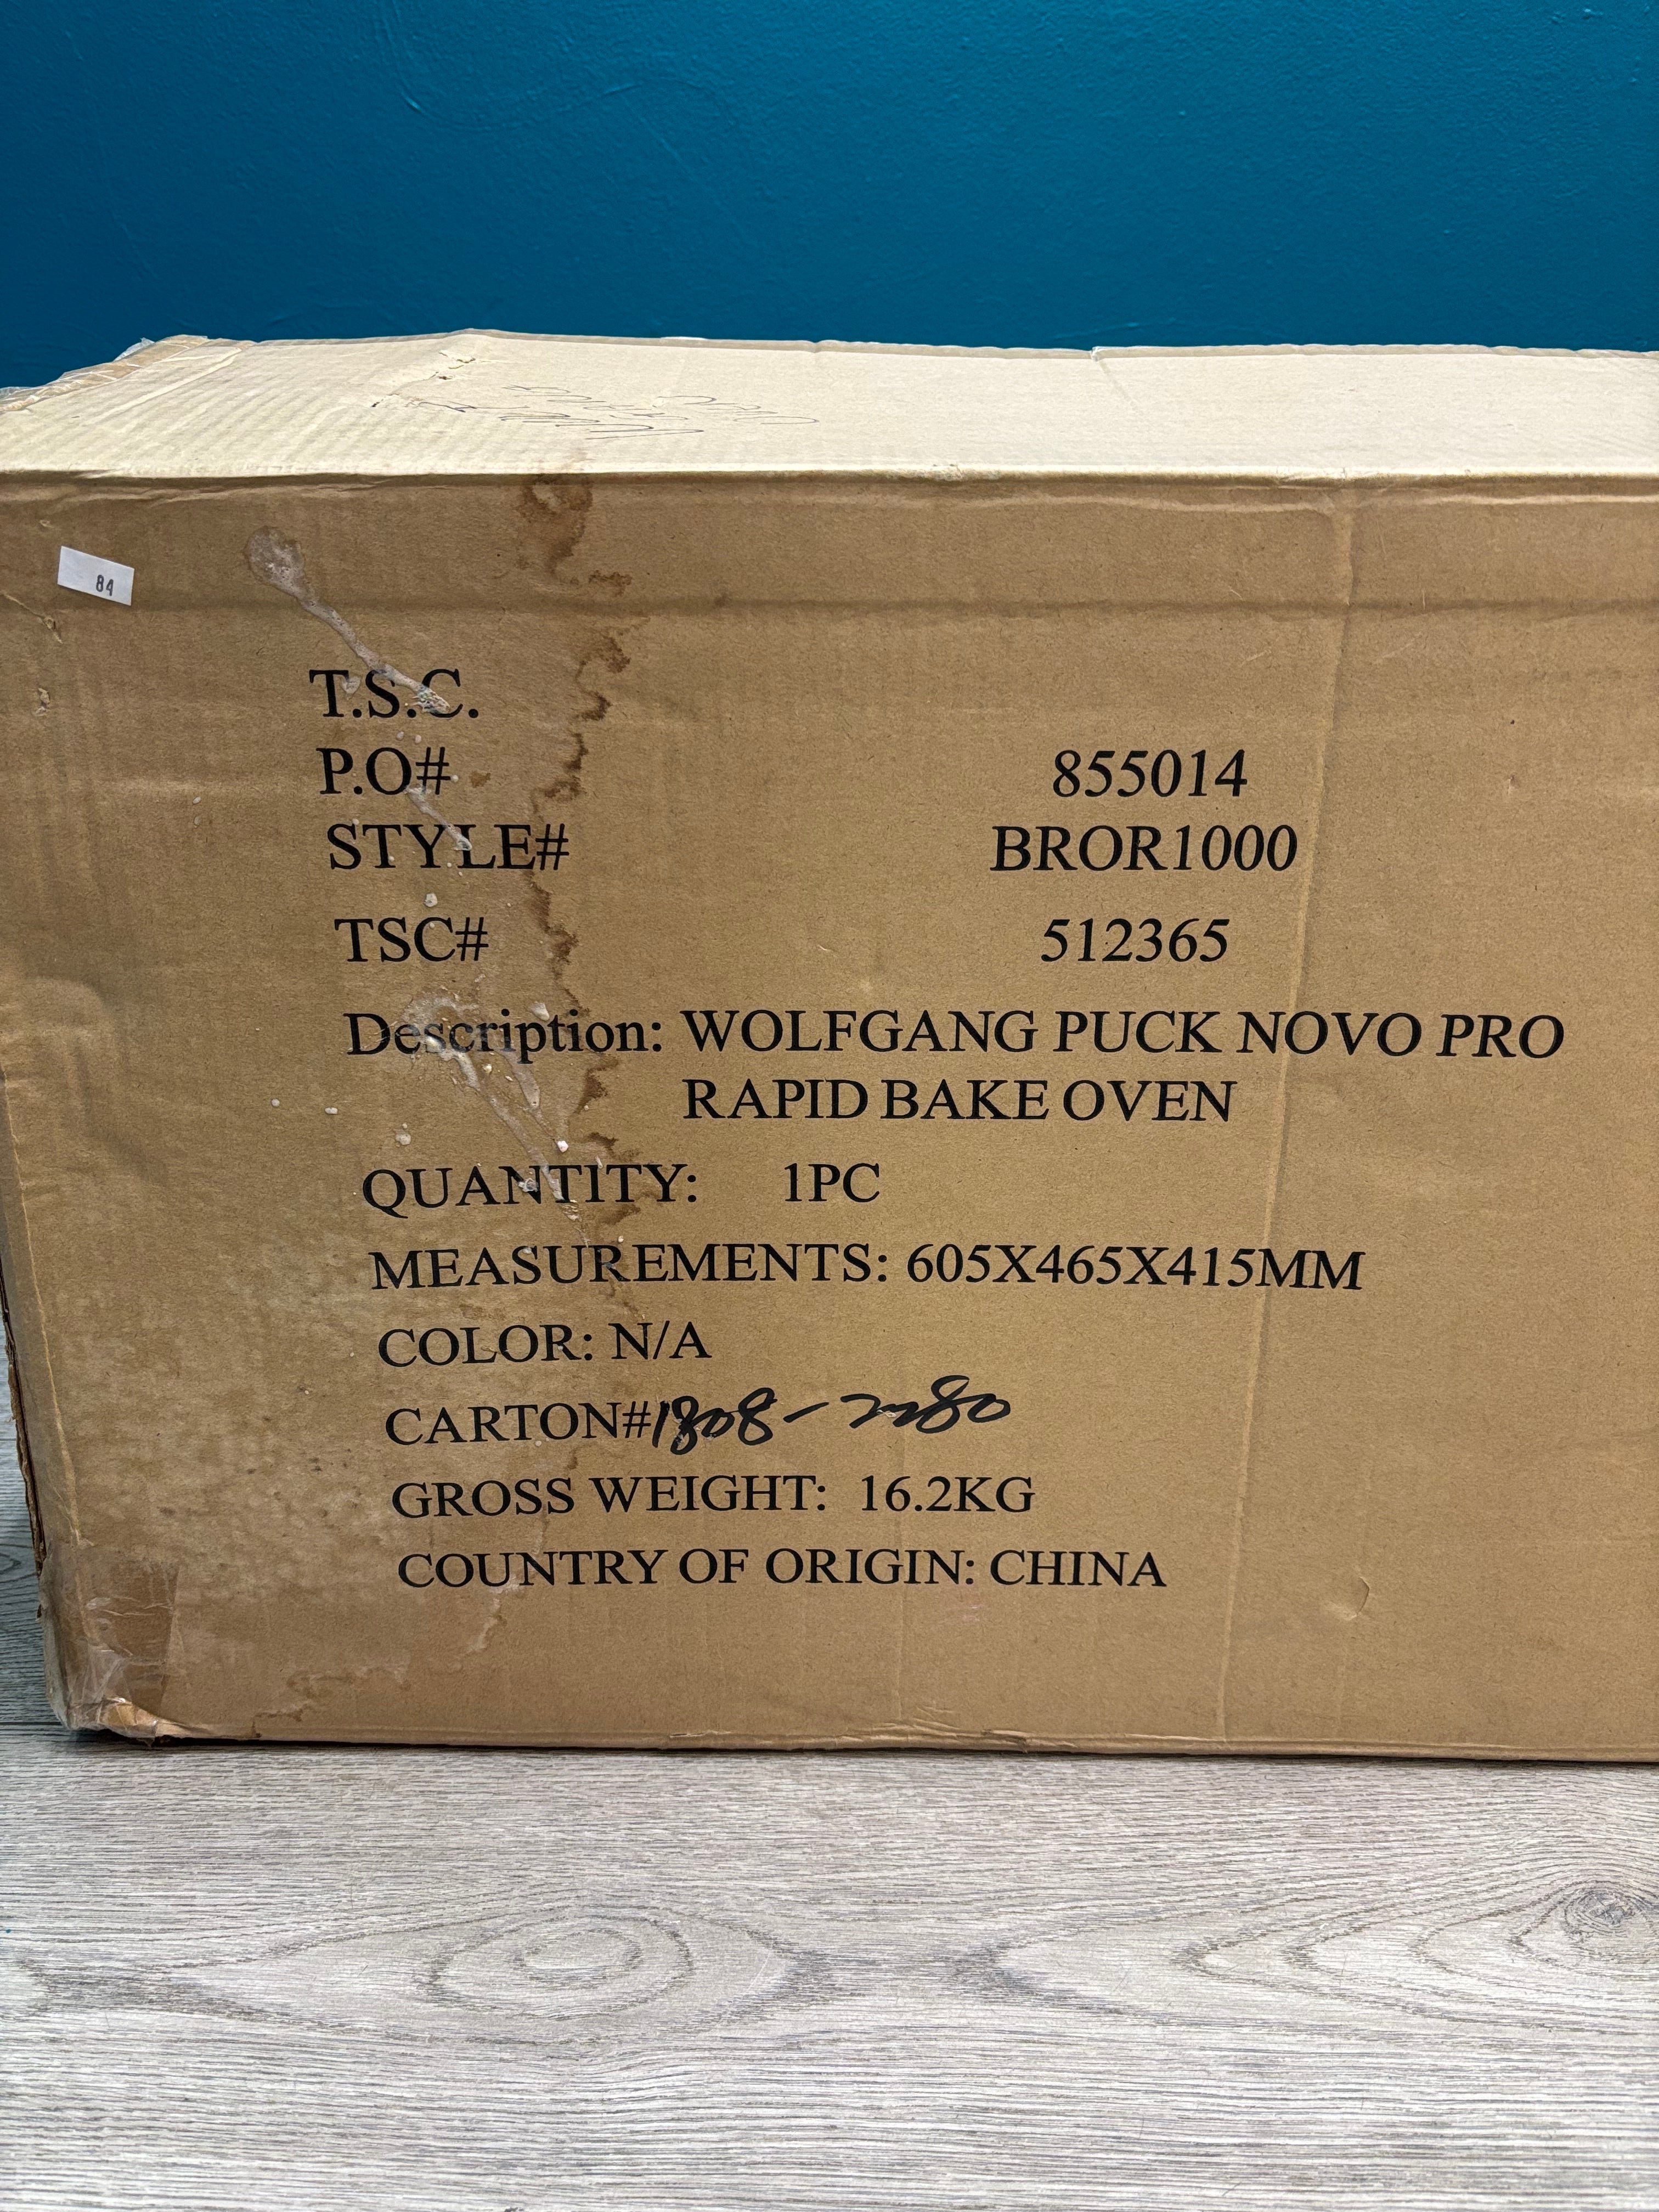 84
T.S.C.
P.O# 855014
STYLE# BROR1000
TSC# 512365
Description: WOLFGANG PUCK NOVO PRO
RAPID BAKE OVEN
QUANTITY: 1PC
MEASUREMENTS: 605X465X415MM
COLOR: N/A
CARTON# 1808-2280
GROSS WEIGHT: 16.2KG
COUNTRY OF ORIGIN: CHINA